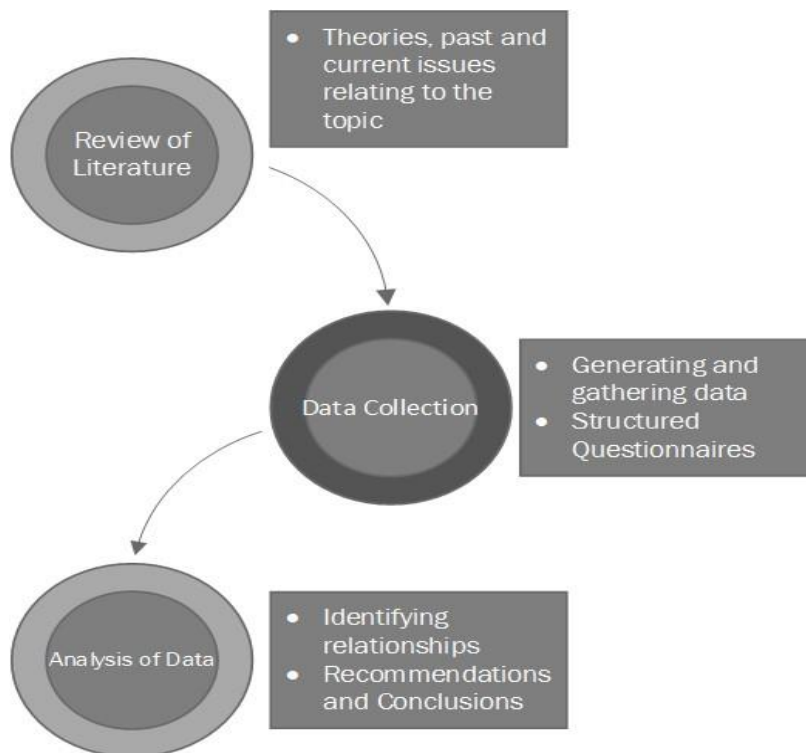 Review of
Literature
• Theories, past and
current issues
relating to the
topic
Data Collection
• Generating and
gathering data
• Structured
Questionnaires
Analysis of Data
• Identifying
relationships
• Recommendations
and Conclusions